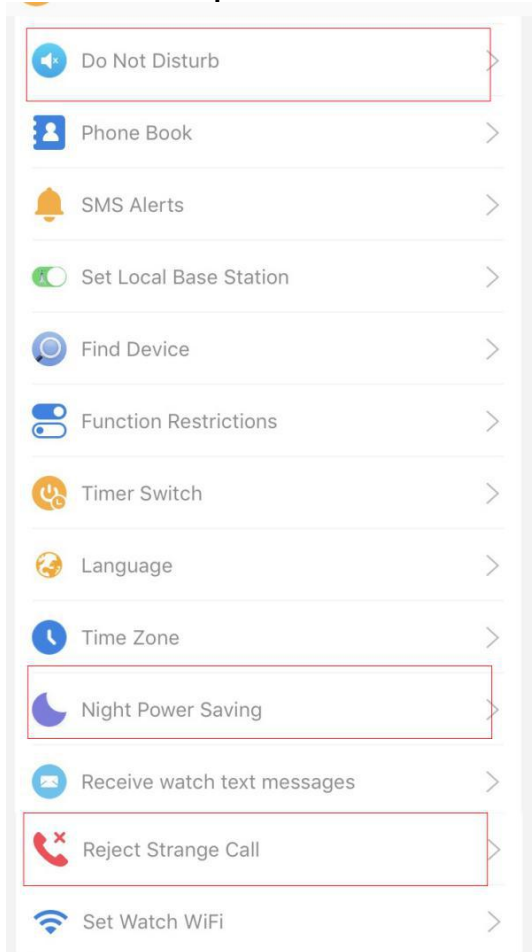 Do Not Disturb
Phone Book
SMS Alerts
Set Local Base Station
Find Device
Function Restrictions
Timer Switch
Language
Time Zone
Night Power Saving
Receive watch text messages
Reject Strange Call
Set Watch WiFi